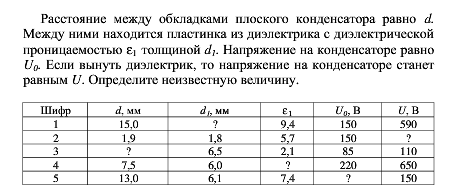 Расстояние между обкладками плоского конденсатора равно d.
Между ними находится пластинка из диэлектрика с диэлектрической
проницаемостью ε1 толщиной d1. Напряжение на конденсаторе равно
U0. Если вынуть диэлектрик, то напряжение на конденсаторе станет
равным U. Определите неизвестную величину.
Шифр d, мм d1, мм ε1 U0, В U, В
1 15,0 ? 9,4 150 590
2 1,9 1,8 5,7 150 ?
3 ? 6,5 2,1 85 110
4 7,5 6,0 ? 220 650
5 13,0 6,1 7,4 ? 150